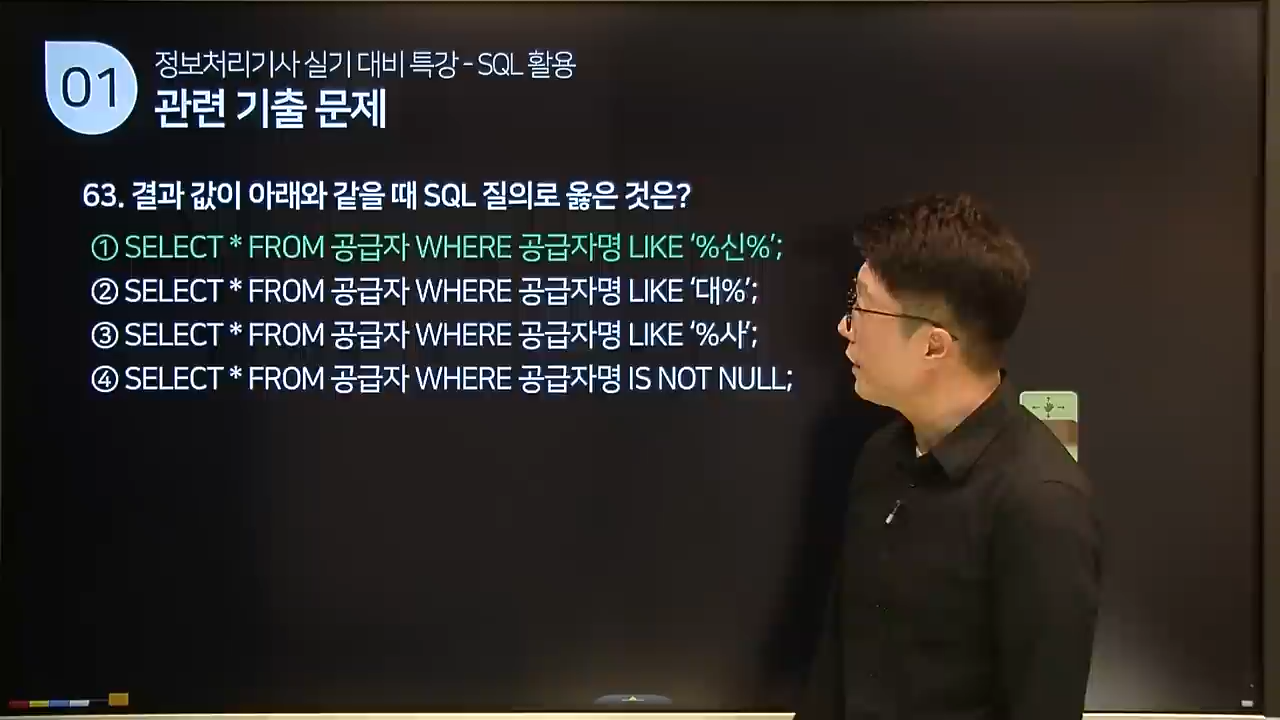 01
정보처리기사 실기 대비 특강 - SQL 활용
관련 기출 문제
63. 결과 값이 아래와 같을 때 SQL 질의로 옳은 것은?
① SELECT * FROM 공급자 WHERE 공급자명 LIKE ‘%신%’;
② SELECT * FROM 공급자 WHERE 공급자명 LIKE ‘대%’;
③ SELECT * FROM 공급자 WHERE 공급자명 LIKE ‘%사’;
④ SELECT * FROM 공급자 WHERE 공급자명 IS NOT NULL;